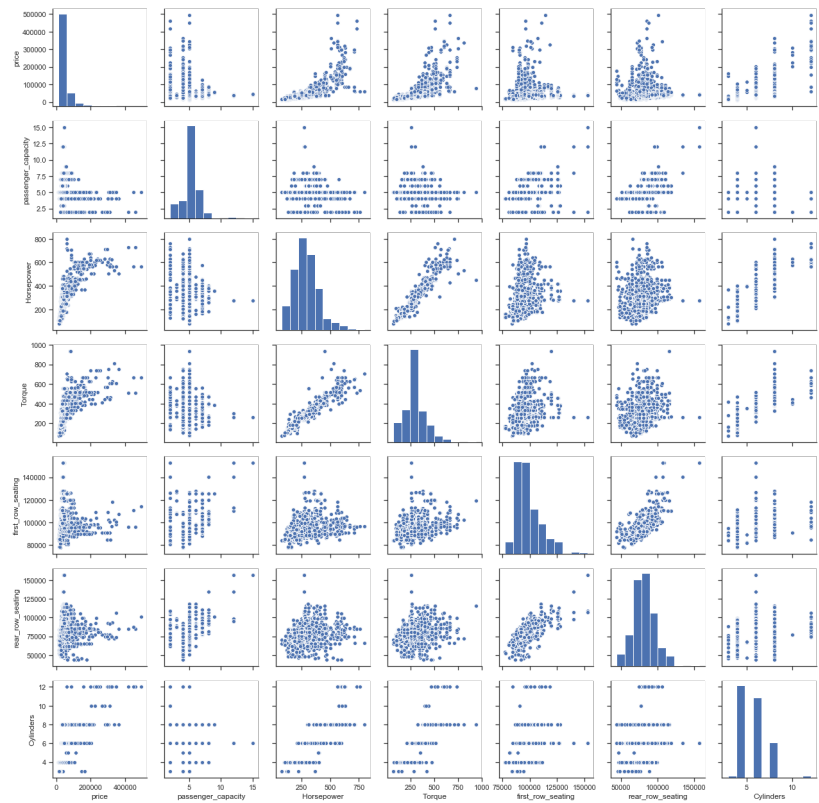 500000
400000
300000
200000
100000
0
price
15.0
12.5
10.0
7.5
5.0
2.5
passenger_capacity
800
600
400
200
Horsepower
1000
800
600
400
200
Torque
140000
120000
100000
80000
first_row_seating
150000
125000
100000
75000
50000
rear_row_seating
12
10
8
6
4
Cylinders
0 200000 400000
5 10 15
250 500 750
0 250 500 750 1000
75000 100000 125000 150000
50000 100000 150000
5 10
price passenger_capacity Horsepower Torque first_row_seating rear_row_seating Cylinders